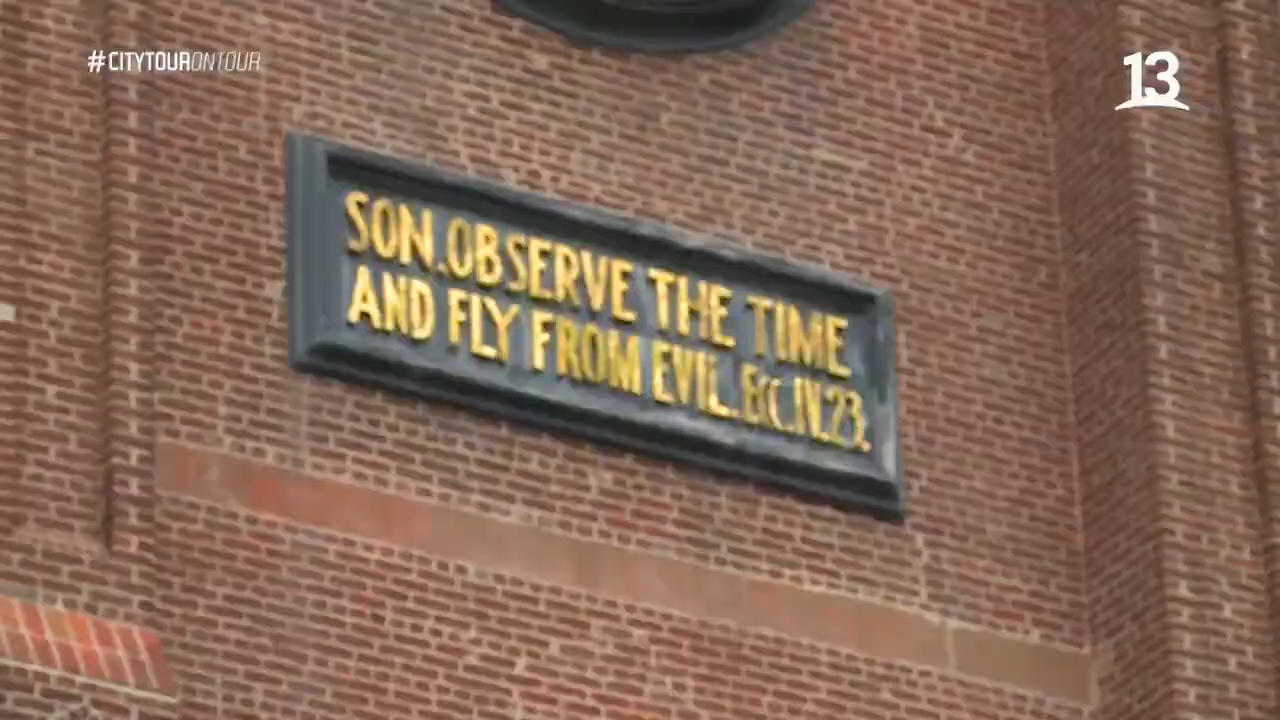 #CITYTOURONTOUR
13
SON.OBSERVE THE TIME
AND FLY FROM EVIL.ECC.IV.23.